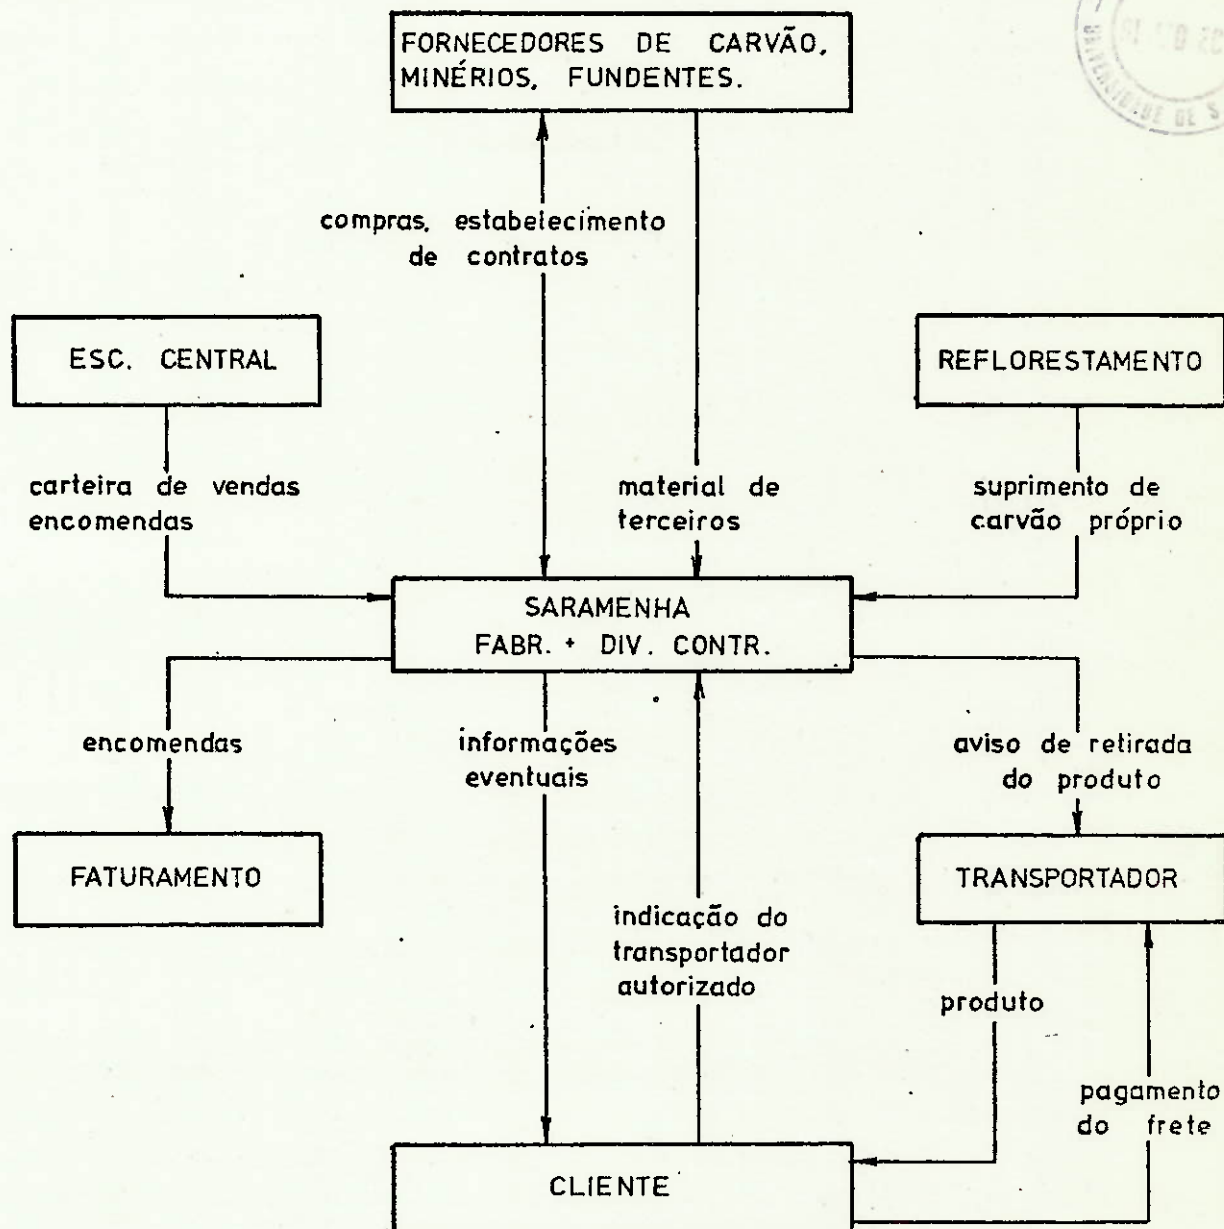 FORNECEDORES DE CARVÃO,
MINÉRIOS, FUNDENTES.
compras, estabelecimento
de contratos
ESC. CENTRAL
REFLORESTAMENTO
carteira de vendas
encomendas
material de
terceiros
suprimento de
carvão próprio
SARAMENHA
FABR. + DIV. CONTR.
encomendas
informações
eventuais
aviso de retirada
do produto
FATURAMENTO
TRANSPORTADOR
indicação do
transportador
autorizado
produto
pagamento
do frete
CLIENTE